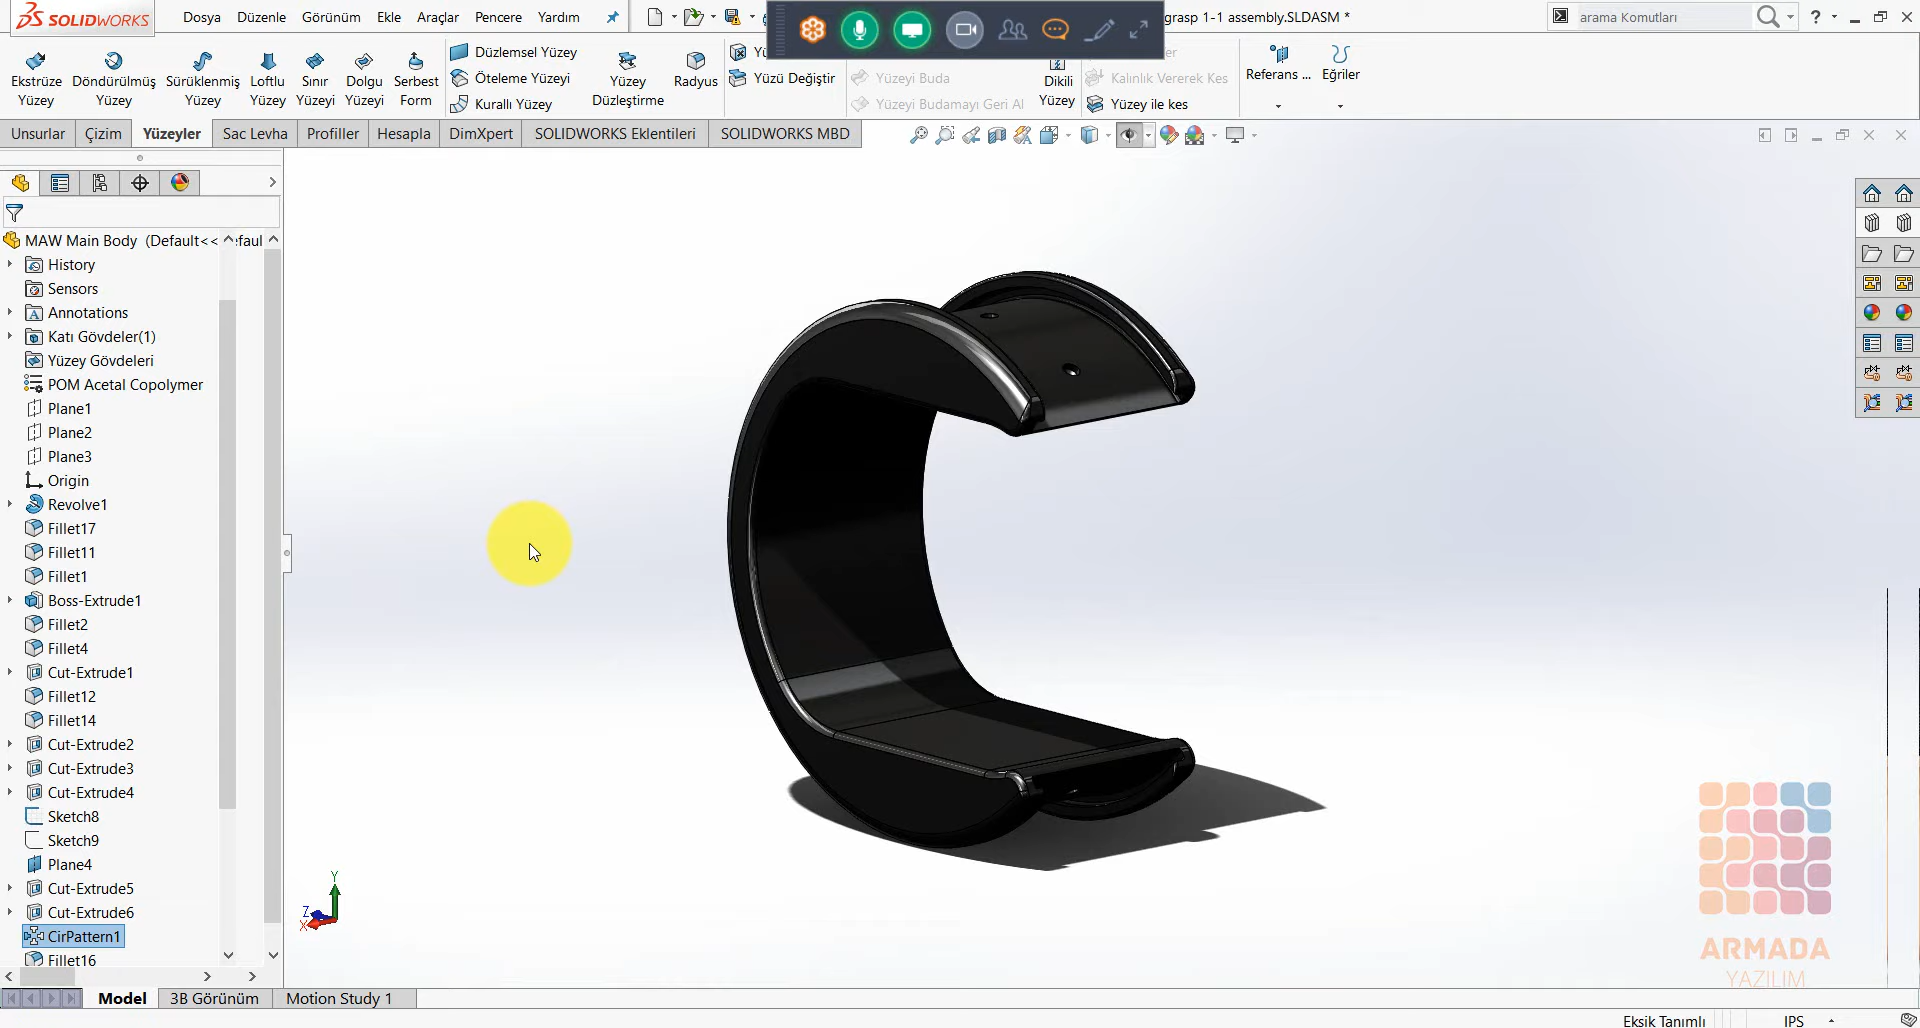 SOLIDWORKS
Dosya Düzenle Görünüm Ekle Araçlar Pencere Yardım
grasp 1-1 assembly.SLDASM *
arama Komutları
Ekstrüze Yüzey
Döndürülmüş Yüzey
Sürüklenmiş Yüzey
Loftlu Yüzey
Sınır Yüzeyi
Dolgu Yüzeyi
Serbest Form
Düzlemsel Yüzey
Öteleme Yüzeyi
Kurallı Yüzey
Yüzey Düzleştirme
Radyus
Yüzü Değiştir
Yüzeyi Buda
Yüzeyi Budamayı Geri Al
Dikili Yüzey
Kalınlık Vererek Kes
Yüzey ile kes
Referans ...
Eğriler
Unsurlar Çizim Yüzeyler Sac Levha Profiller Hesapla DimXpert SOLIDWORKS Eklentileri SOLIDWORKS MBD
MAW Main Body (Default<<
History
Sensors
Annotations
Katı Gövdeler(1)
Yüzey Gövdeleri
POM Acetal Copolymer
Plane1
Plane2
Plane3
Origin
Revolve1
Fillet17
Fillet11
Fillet1
Boss-Extrude1
Fillet2
Fillet4
Cut-Extrude1
Fillet12
Fillet14
Cut-Extrude2
Cut-Extrude3
Cut-Extrude4
Sketch8
Sketch9
Plane4
Cut-Extrude5
Cut-Extrude6
CirPattern1
Fillet16
Y
Z
X
ARMADA
YAZILIM
Model 3B Görünüm Motion Study 1
Eksik Tanımlı IPS